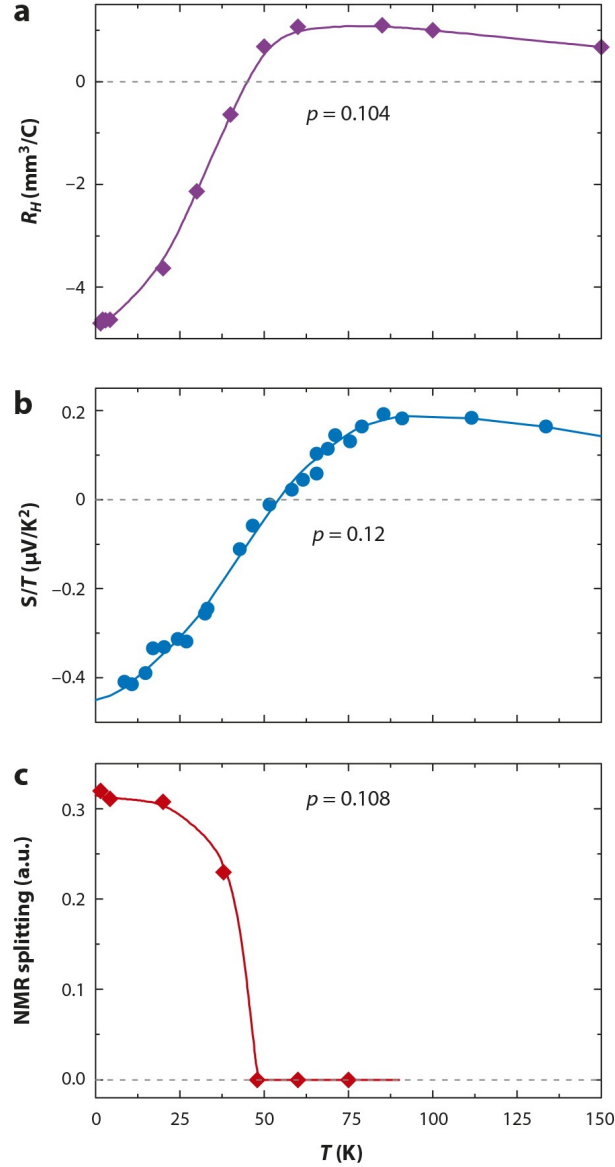 a
0
−2
−4
R_H (mm³/C)
p = 0.104
b
0.2
0
−0.2
−0.4
S/T (μV/K²)
p = 0.12
c
0.3
0.2
0.1
0.0
NMR splitting (a.u.)
p = 0.108
0 25 50 75 100 125 150
T (K)